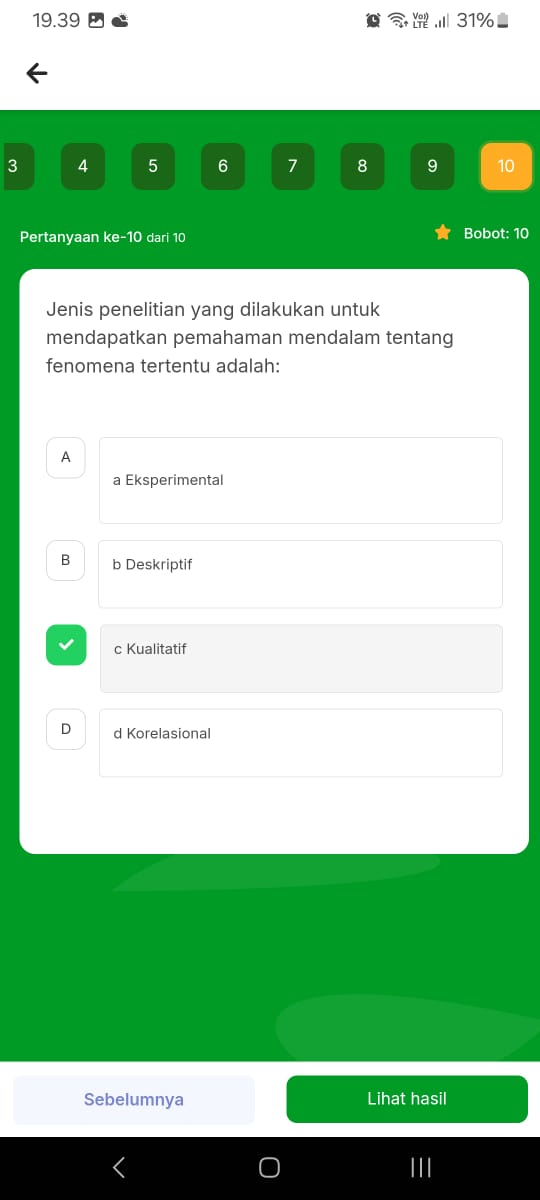 19.39
Vo))
LTE
31%
3 4 5 6 7 8 9 10
Pertanyaan ke-10 dari 10
Bobot: 10
Jenis penelitian yang dilakukan untuk
mendapatkan pemahaman mendalam tentang
fenomena tertentu adalah:
A
a Eksperimental
B
b Deskriptif
c Kualitatif
D
d Korelasional
Sebelumnya
Lihat hasil